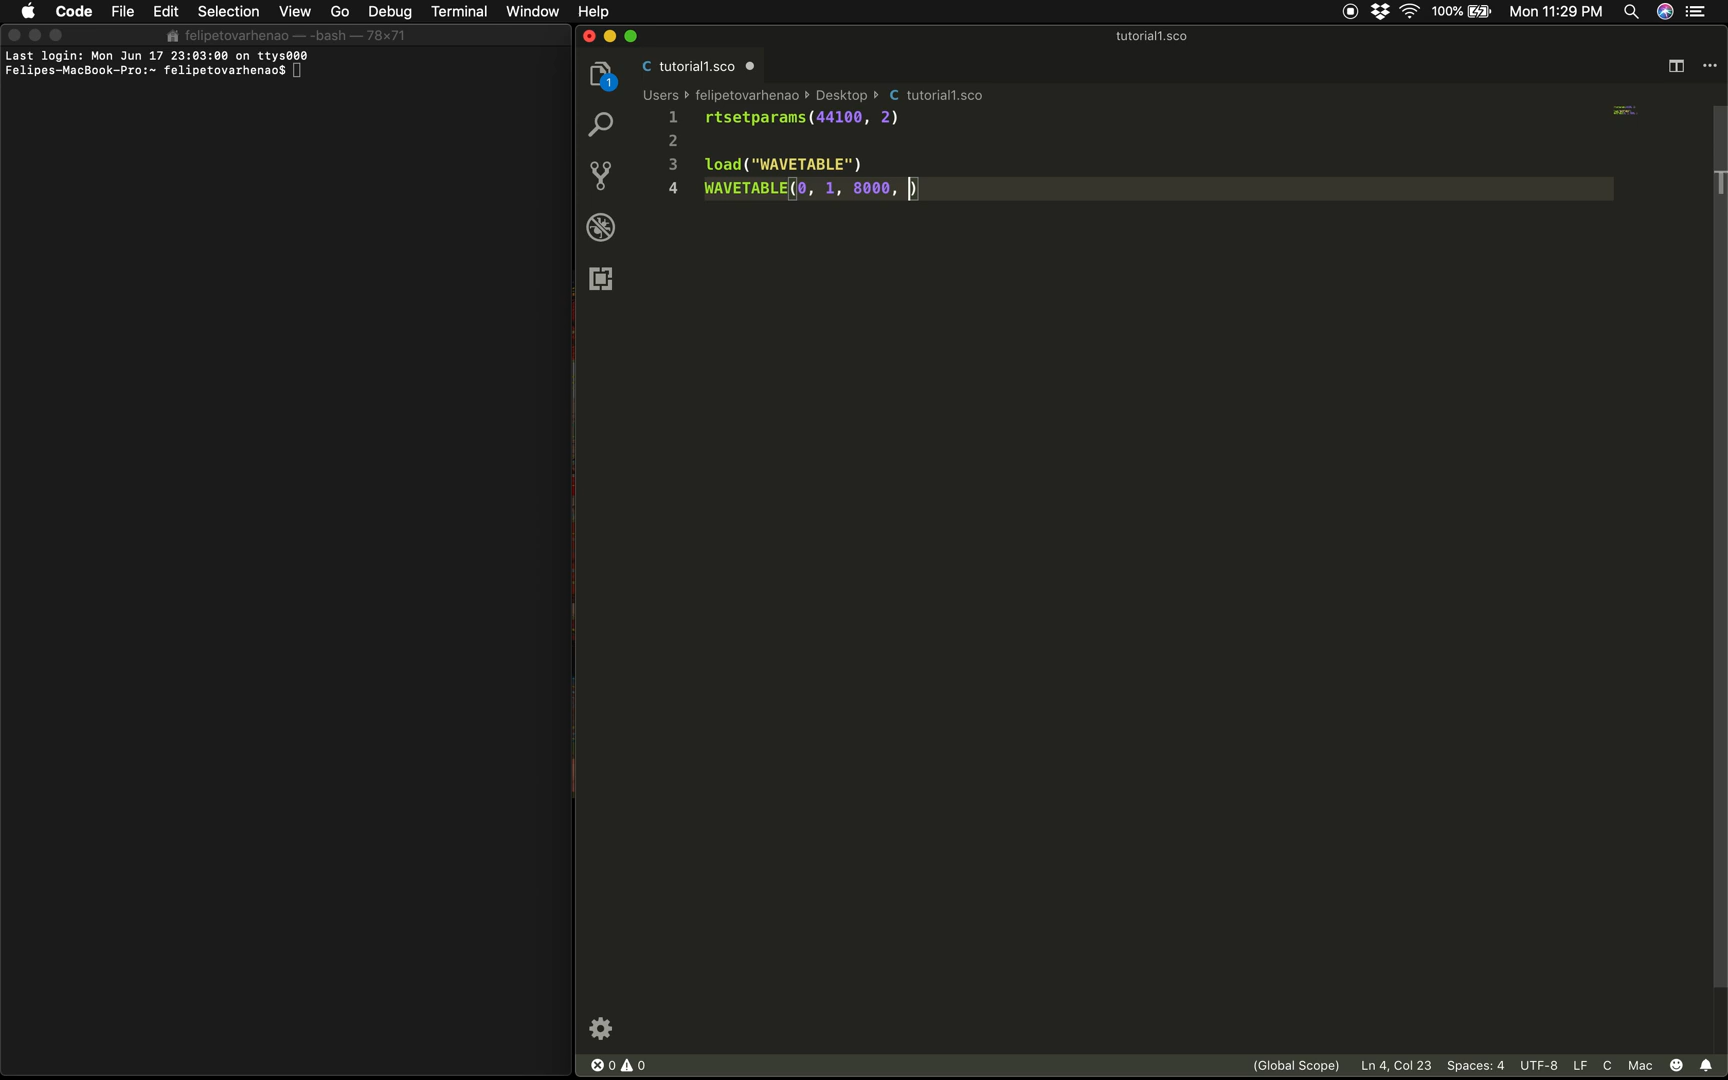 Code File Edit Selection View Go Debug Terminal Window Help 100% Mon 11:29 PM
felipetovarhenao — -bash — 78×71
Last login: Mon Jun 17 23:03:00 on ttys000
Felipes-MacBook-Pro:~ felipetovarhenao$
tutorial1.sco
C tutorial1.sco
1
Users felipetovarhenao Desktop C tutorial1.sco
1 rtsetparams(44100, 2)
2
3 load("WAVETABLE")
4 WAVETABLE(0, 1, 8000, )
0 0 (Global Scope) Ln 4, Col 23 Spaces: 4 UTF-8 LF C Mac